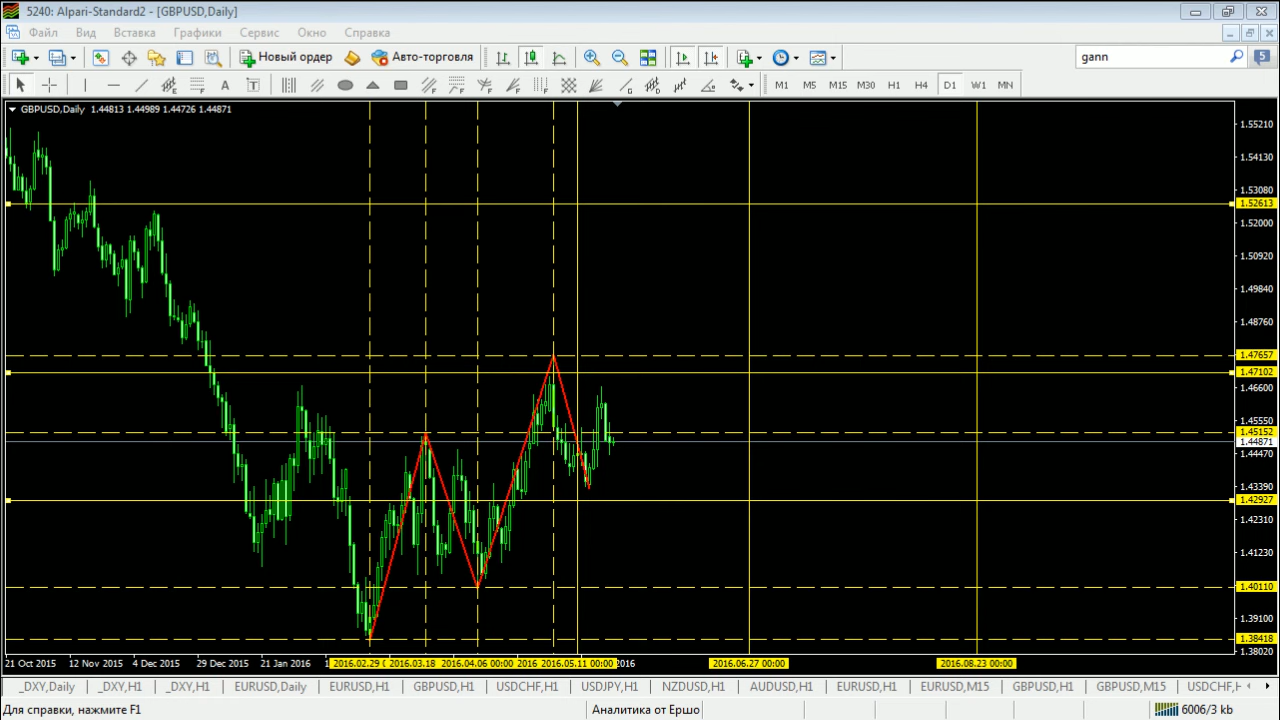 5240: Alpari-Standard2 - [GBPUSD,Daily]
Файл Вид Вставка Графики Сервис Окно Справка
Новый ордер Авто-торговля gann 5
A T M1 M5 M15 M30 H1 H4 D1 W1 MN
GBPUSD,Daily 1.44813 1.44989 1.44726 1.44871
1.55210
1.54130
1.53080
1.52613
1.52000
1.50920
1.49840
1.48760
1.47657
1.47102
1.46600
1.45550
1.45152
1.44871
1.44470
1.43390
1.42927
1.42310
1.41230
1.40110
1.39100
1.38418
1.38020
21 Oct 2015 12 Nov 2015 4 Dec 2015 29 Dec 2015 21 Jan 2016 2016.02.29 2016.03.18 2016.04.06 00:00 2016 2016.05.11 00:00 2016 2016.06.27 00:00 2016.08.23 00:00
_DXY,Daily _DXY,H1 _DXY,H1 EURUSD,Daily EURUSD,H1 GBPUSD,H1 USDCHF,H1 USDJPY,H1 NZDUSD,H1 AUDUSD,H1 EURUSD,H1 EURUSD,M15 GBPUSD,H1 GBPUSD,M15 USDCHF,H
Для справки, нажмите F1 Аналитика от Ершо 6006/3 kb